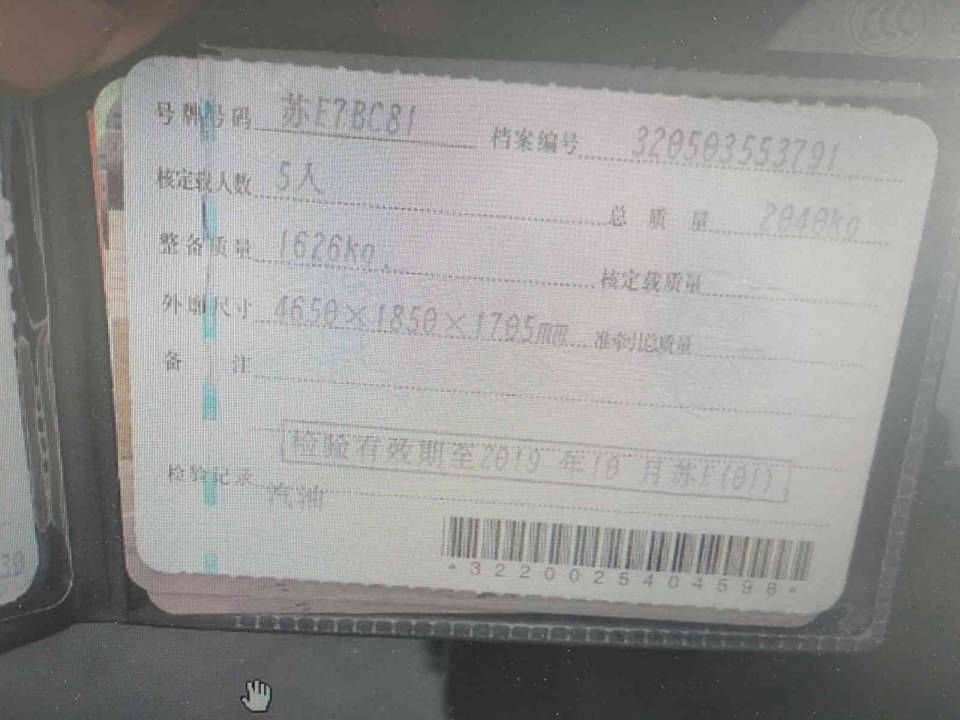 号牌号码 苏E7BC81 档案编号 320503553791
核定载人数 5人 总质量 2040kg
整备质量 1626kg 核定载质量
外廓尺寸 4650×1850×1705mm 准牵引总质量
备注
检验有效期至2019年10月苏E(01)
检验记录
汽油
*3220025404598*